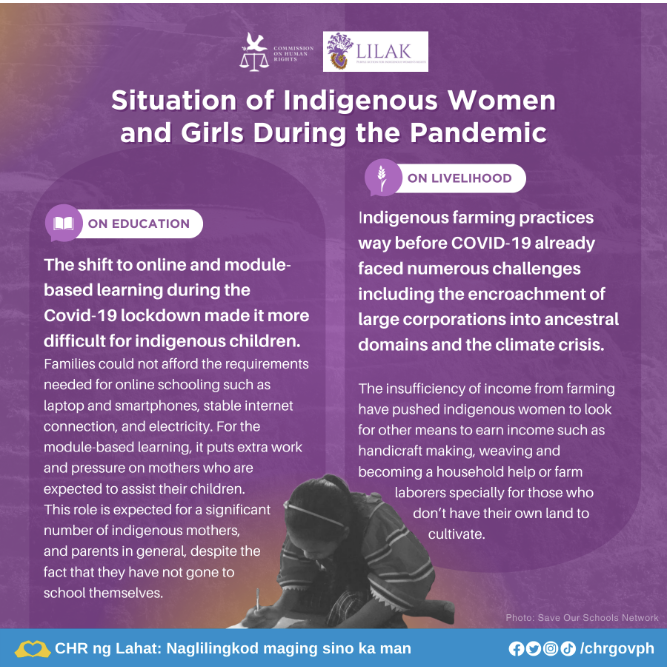 COMMISSION
ON HUMAN
RIGHTS
LILAK
Situation of Indigenous Women
and Girls During the Pandemic
ON EDUCATION
The shift to online and module-
based learning during the
Covid-19 lockdown made it more
difficult for indigenous children.
Families could not afford the requirements
needed for online schooling such as
laptop and smartphones, stable internet
connection, and electricity. For the
module-based learning, it puts extra work
and pressure on mothers who are
expected to assist their children.
This role is expected for a significant
number of indigenous mothers,
and parents in general, despite the
fact that they have not gone to
school themselves.
ON LIVELIHOOD
Indigenous farming practices
way before COVID-19 already
faced numerous challenges
including the encroachment of
large corporations into ancestral
domains and the climate crisis.
The insufficiency of income from farming
have pushed indigenous women to look
for other means to earn income such as
handicraft making, weaving and
becoming a household help or farm
laborers specially for those who
don't have their own land to
cultivate.
Photo: Save Our Schools Network
CHR ng Lahat: Naglilingkod maging sino ka man
/chrgovph